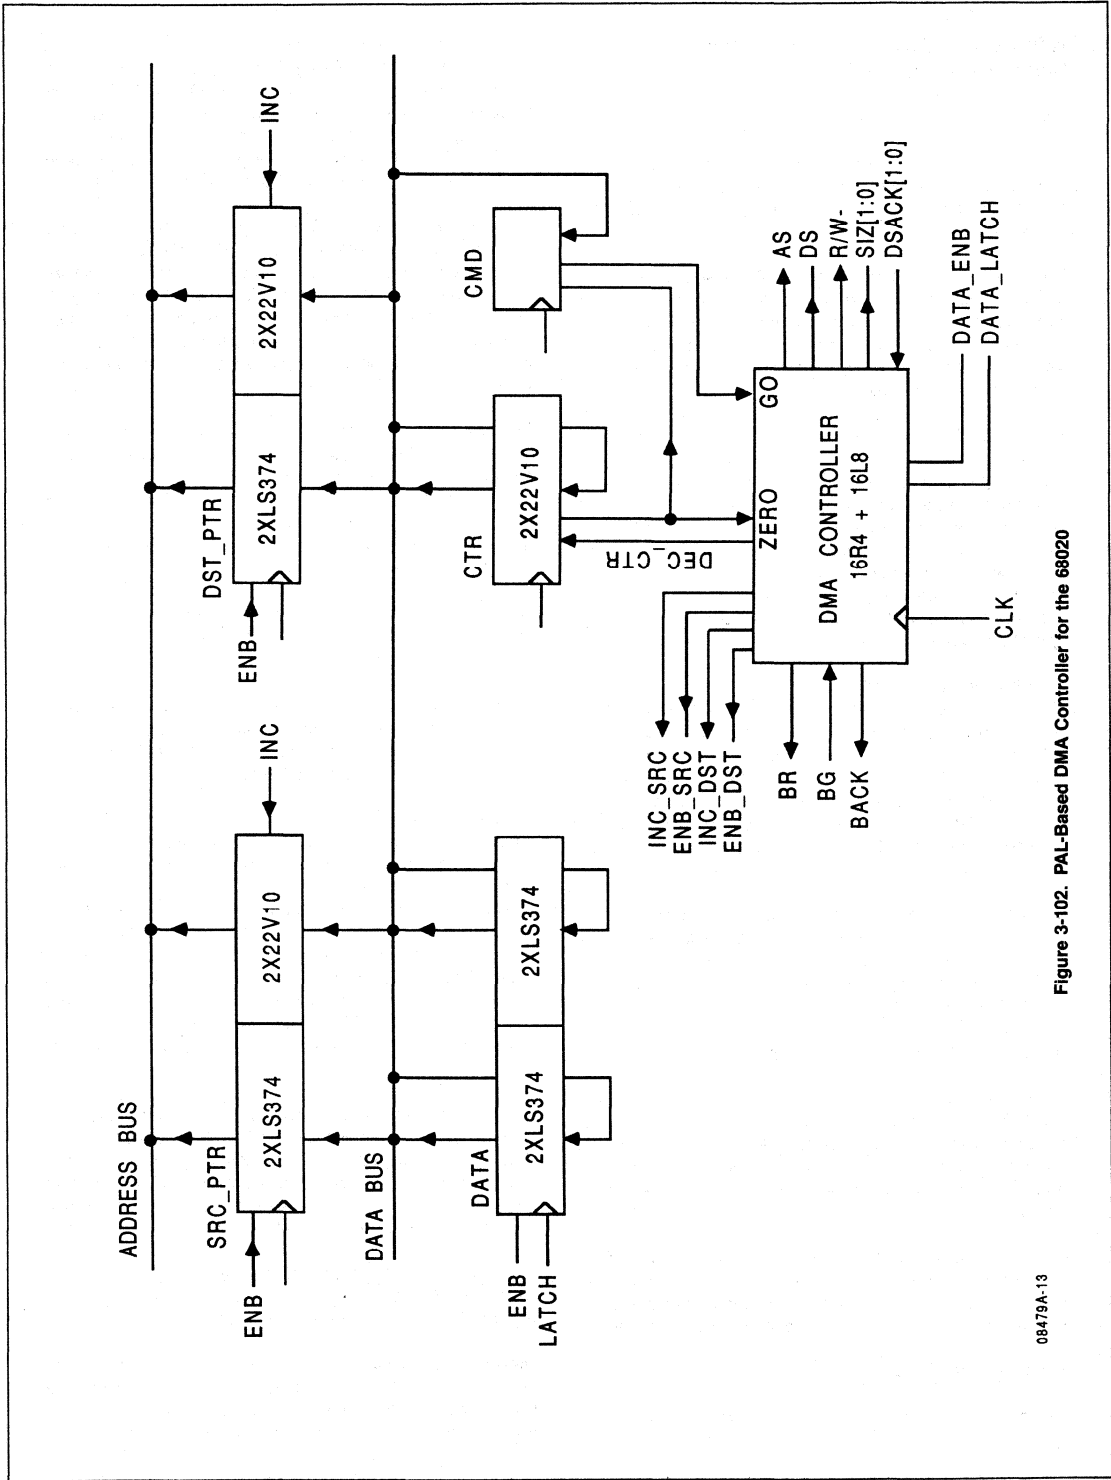 ADDRESS BUS
SRC_PTR
ENB
2XLS374
2X22V10
INC
DST_PTR
ENB
2XLS374
2X22V10
INC
DATA BUS
DATA
ENB
LATCH
2XLS374
2XLS374
CTR
2X22V10
CMD
DEC_CTR
INC_SRC
ENB_SRC
INC_DST
ENB_DST
ZERO
GO
DMA CONTROLLER
16R4 + 16L8
BR
BG
BACK
AS
DS
R/W-
SIZ[1:0]
DSACK[1:0]
DATA_ENB
DATA_LATCH
CLK
08479A-13
Figure 3-102. PAL-Based DMA Controller for the 68020